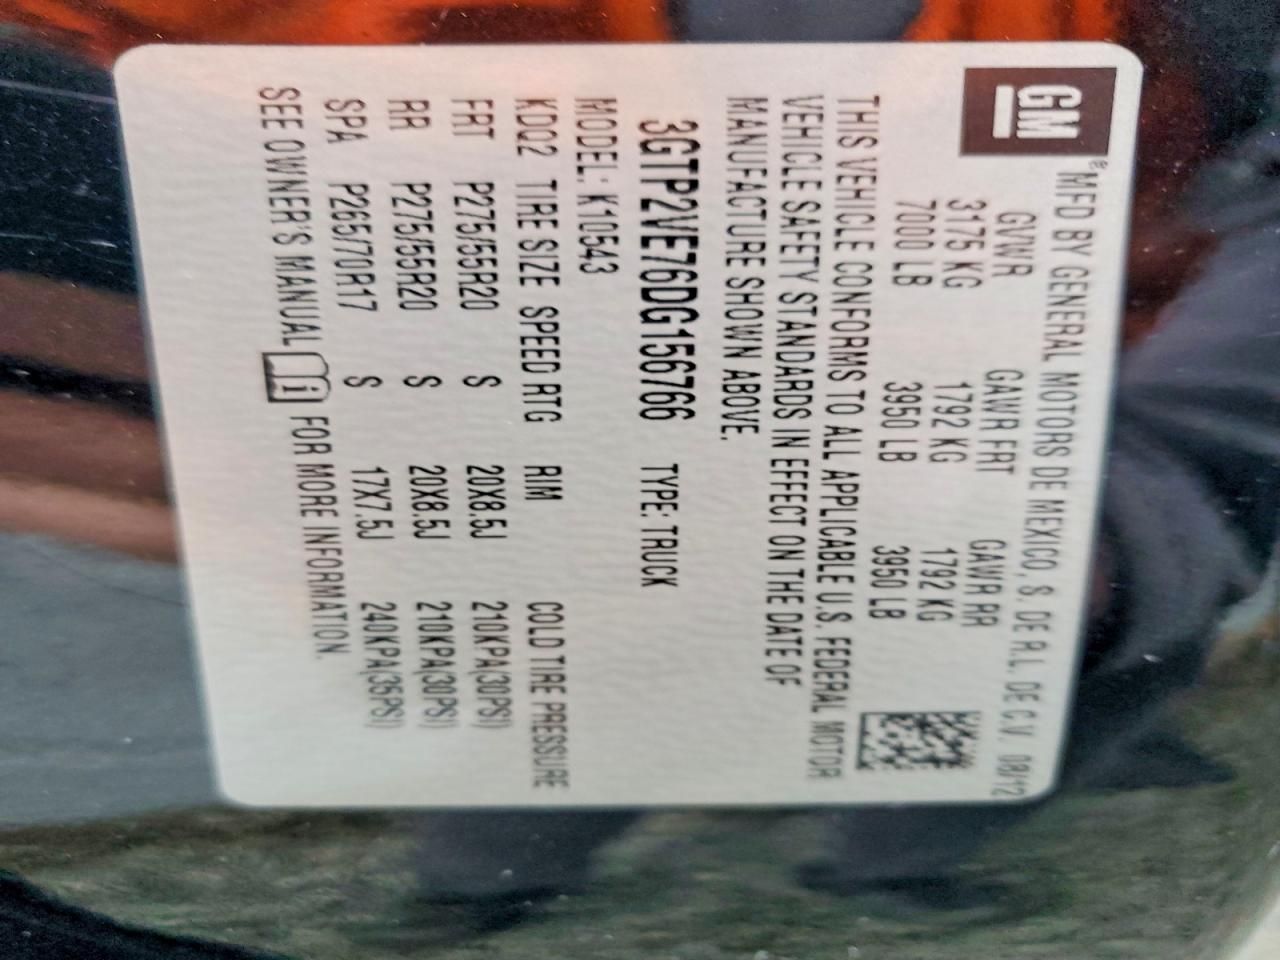 GM
®MFD BY GENERAL MOTORS DE MEXICO, S. DE R.L. DE C.V. 08/12
GVWR GAWR FRT GAWR RR
3175 KG 1792 KG 1792 KG
7000 LB 3950 LB 3950 LB
THIS VEHICLE CONFORMS TO ALL APPLICABLE U.S. FEDERAL MOTOR
VEHICLE SAFETY STANDARDS IN EFFECT ON THE DATE OF
MANUFACTURE SHOWN ABOVE.
3GTP2VE76DG156766 TYPE: TRUCK
MODEL: K10543
KDQ2 TIRE SIZE SPEED RTG RIM COLD TIRE PRESSURE
FRT P275/55R20 S 20X8.5J 210KPA(30PSI)
RR P275/55R20 S 20X8.5J 210KPA(30PSI)
SPA P265/70R17 S 17X7.5J 240KPA(35PSI)
SEE OWNER'S MANUAL i FOR MORE INFORMATION.